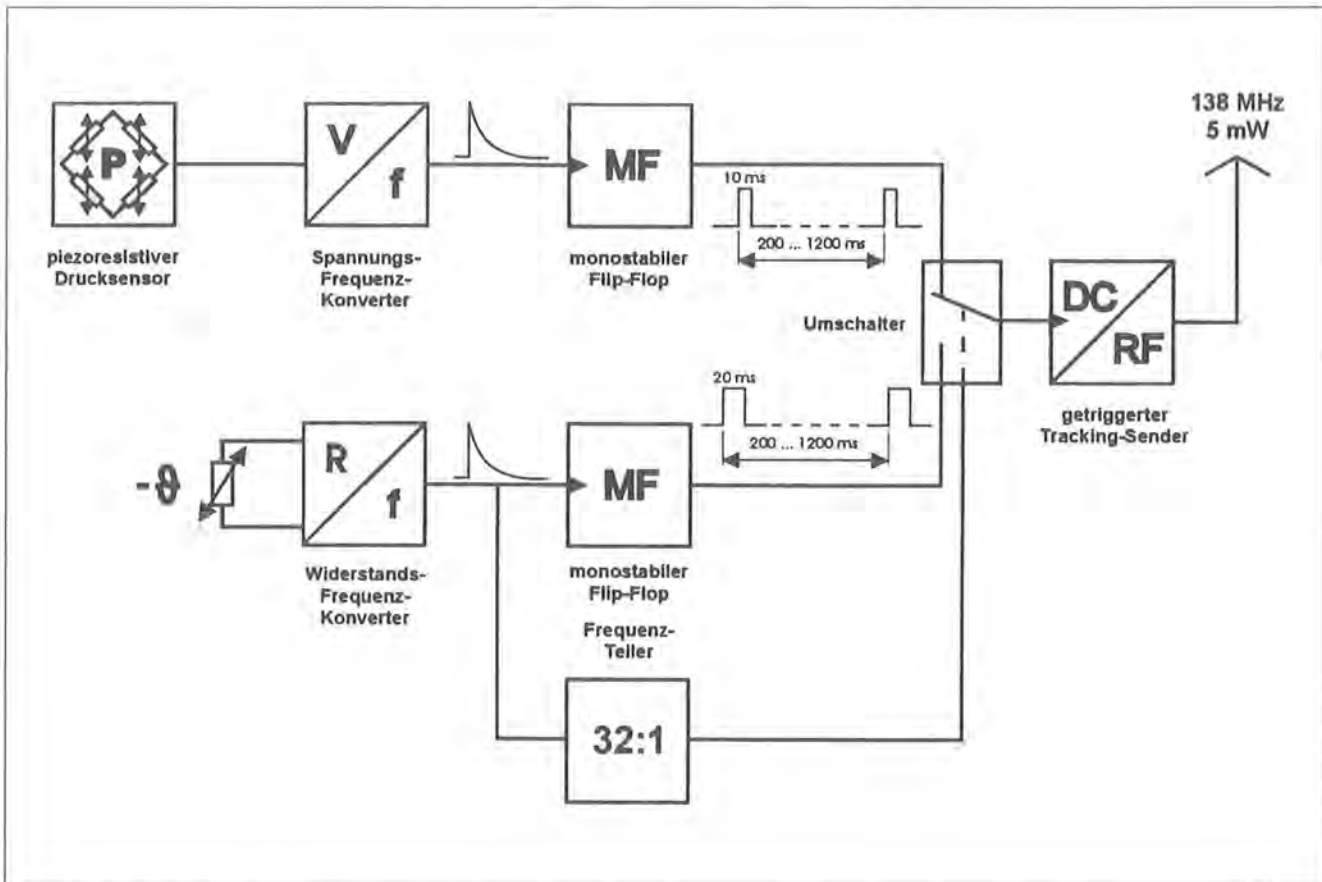 138 MHz
5 mW
P
V
f
MF
piezoresistiver
Drucksensor
Spannungs-
Frequenz-
Konverter
monostabiler
Flip-Flop
10 ms
200 ... 1200 ms
Umschalter
DC
RF
getriggerter
Tracking-Sender
-ϑ
R
f
MF
20 ms
200 ... 1200 ms
Widerstands-
Frequenz-
Konverter
monostabiler
Flip-Flop
Frequenz-
Teiler
32:1